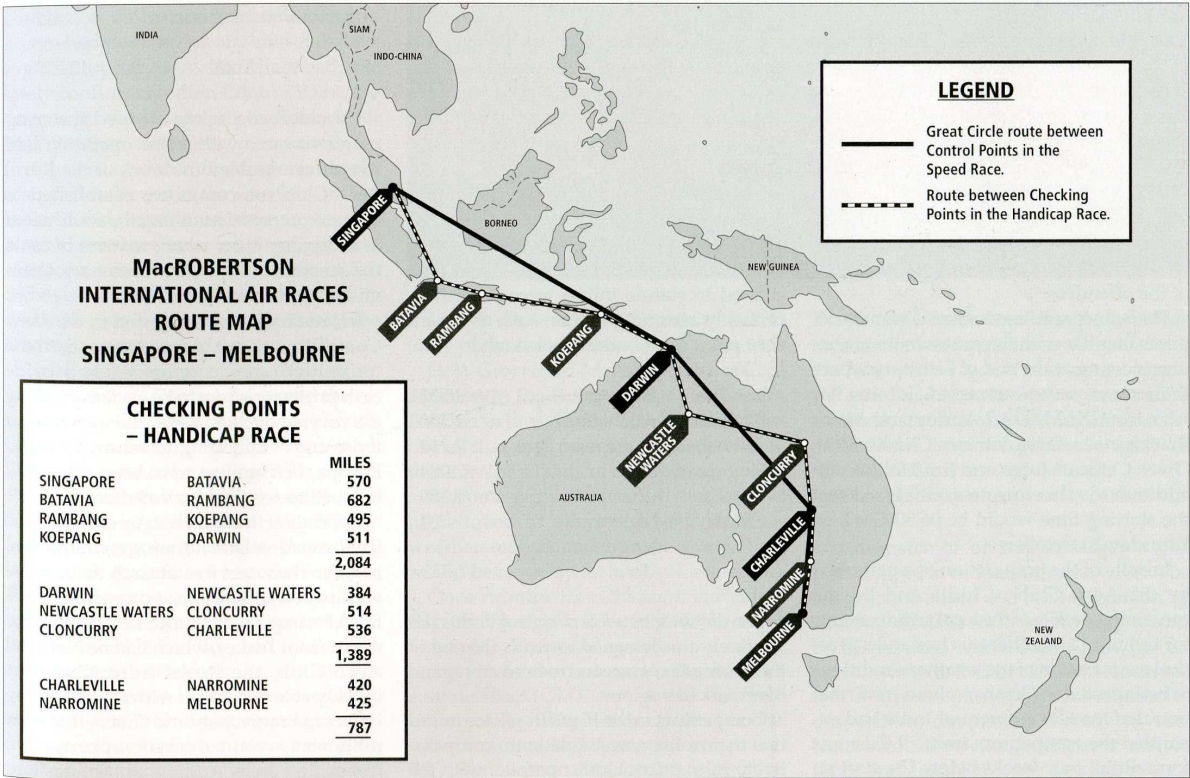 INDIA
SIAM
INDO-CHINA
BORNEO
NEW GUINEA
AUSTRALIA
NEW
ZEALAND
LEGEND
Great Circle route between
Control Points in the
Speed Race.
Route between Checking
Points in the Handicap Race.
SINGAPORE
BATAVIA
RAMBANG
KOEPANG
DARWIN
NEWCASTLE
WATERS
CLONCURRY
CHARLEVILLE
NARROMINE
MELBOURNE
MacROBERTSON
INTERNATIONAL AIR RACES
ROUTE MAP
SINGAPORE – MELBOURNE
CHECKING POINTS
– HANDICAP RACE
MILES
SINGAPORE BATAVIA 570
BATAVIA RAMBANG 682
RAMBANG KOEPANG 495
KOEPANG DARWIN 511
2,084
DARWIN NEWCASTLE WATERS 384
NEWCASTLE WATERS CLONCURRY 514
CLONCURRY CHARLEVILLE 536
1,389
CHARLEVILLE NARROMINE 420
NARROMINE MELBOURNE 425
787